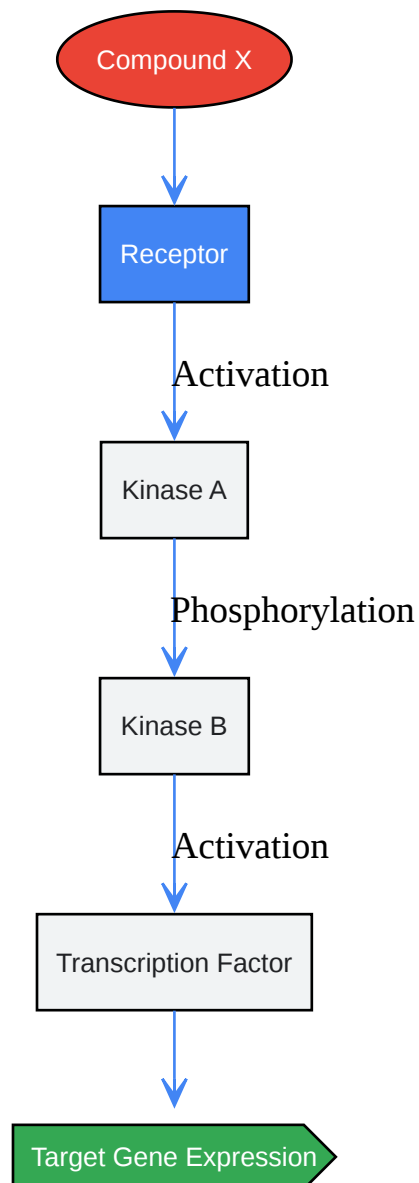 Compound X
Receptor
Activation
Kinase A
Phosphorylation
Kinase B
Activation
Transcription Factor
Target Gene Expression